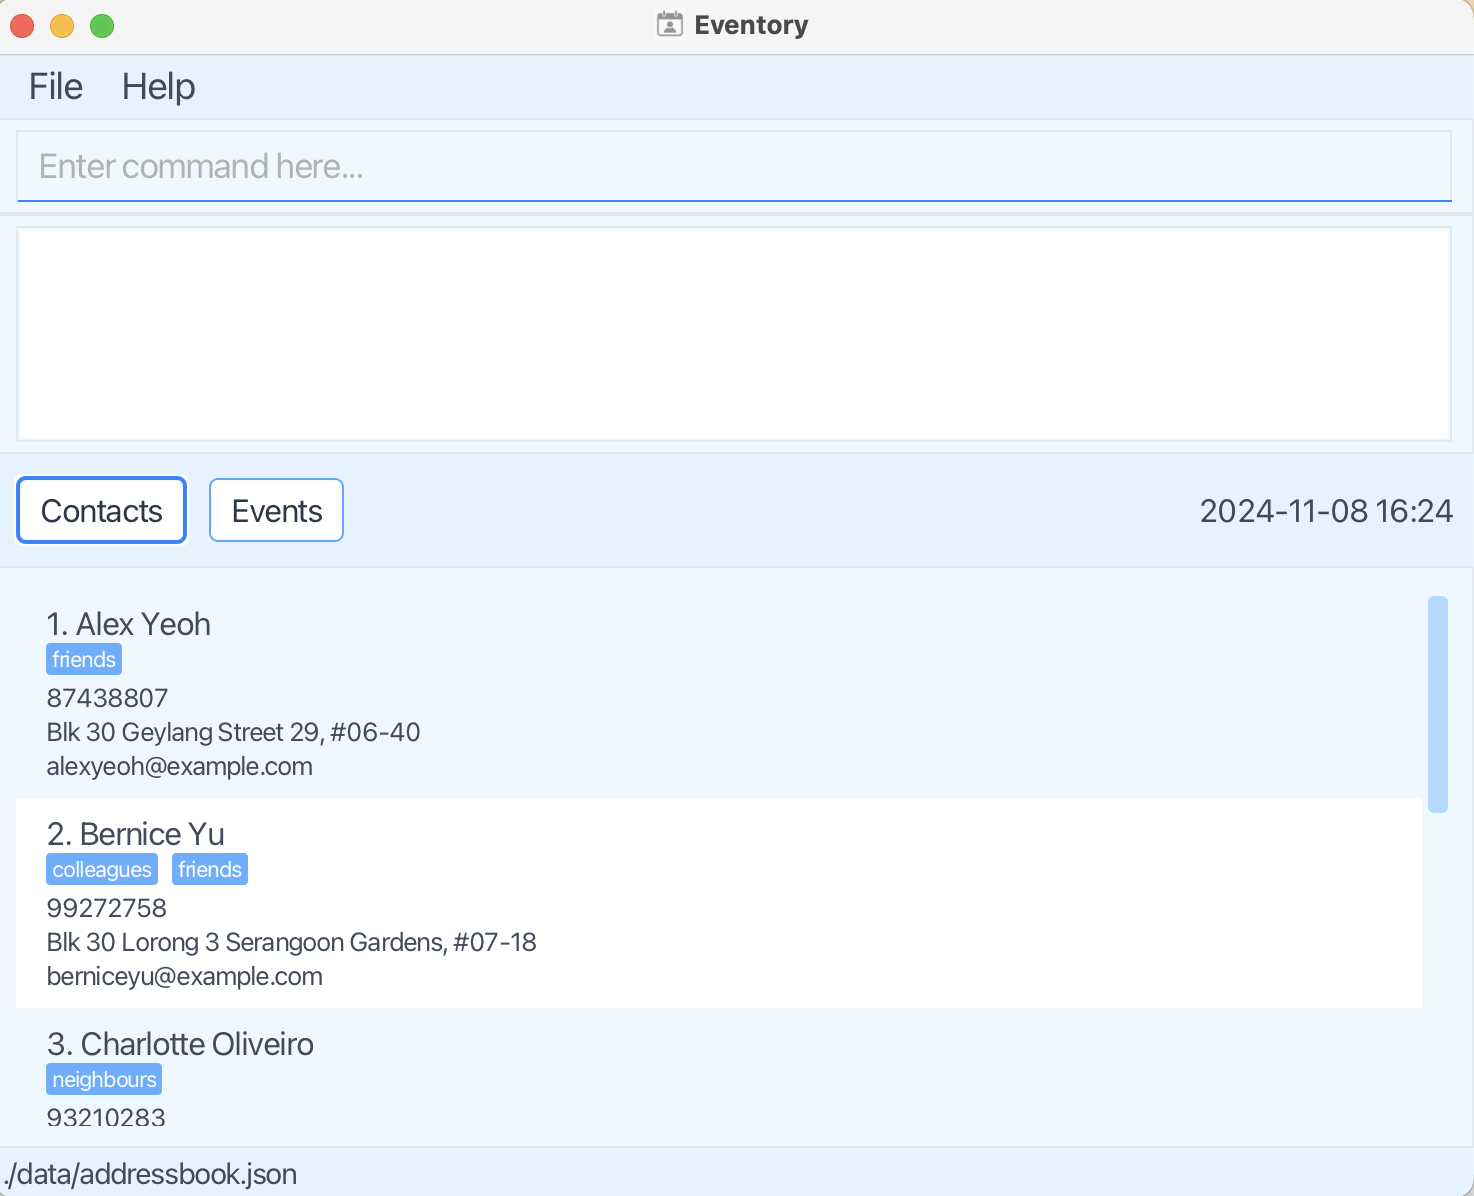 Eventory
File Help
Enter command here...
Contacts Events 2024-11-08 16:24
1. Alex Yeoh
friends
87438807
Blk 30 Geylang Street 29, #06-40
alexyeoh@example.com
2. Bernice Yu
colleagues friends
99272758
Blk 30 Lorong 3 Serangoon Gardens, #07-18
berniceyu@example.com
3. Charlotte Oliveiro
neighbours
93210283
./data/addressbook.json